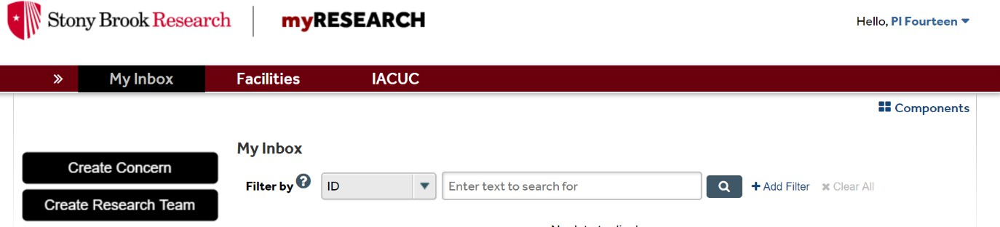 Stony Brook Research
myRESEARCH
Hello, PI Fourteen
My Inbox
Facilities
IACUC
Components
Create Concern
Create Research Team
My Inbox
Filter by
ID
Enter text to search for
Add Filter
Clear All